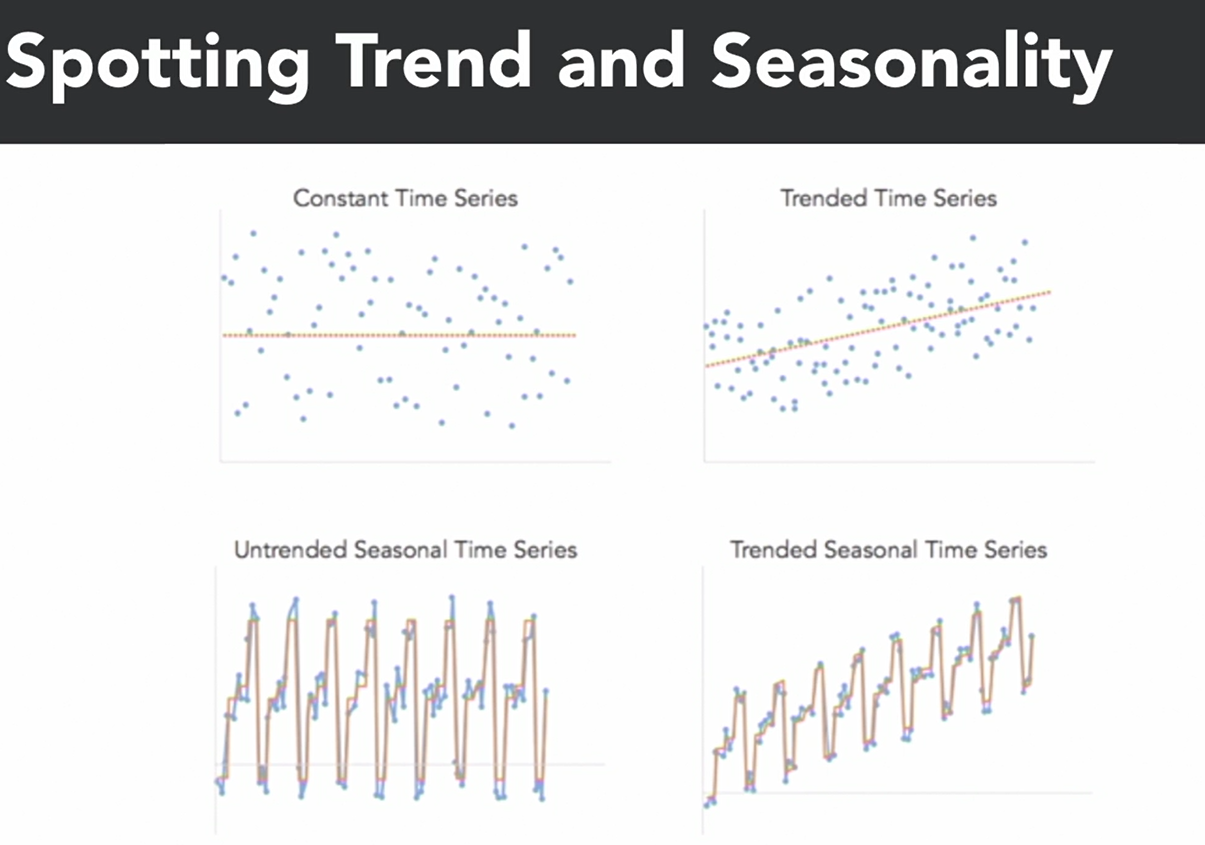 Spotting Trend and Seasonality
Constant Time Series
Trended Time Series
Untrended Seasonal Time Series
Trended Seasonal Time Series